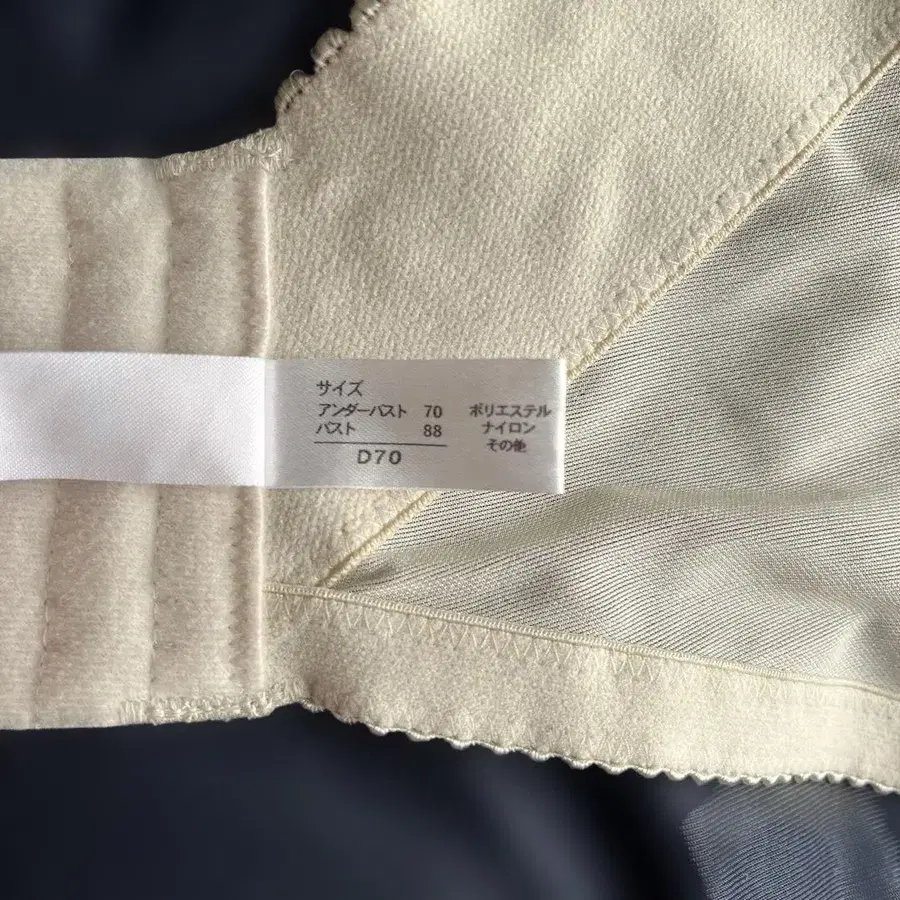 サイズ
アンダーバスト 70
バスト 88
D70
ポリエステル
ナイロン
その他